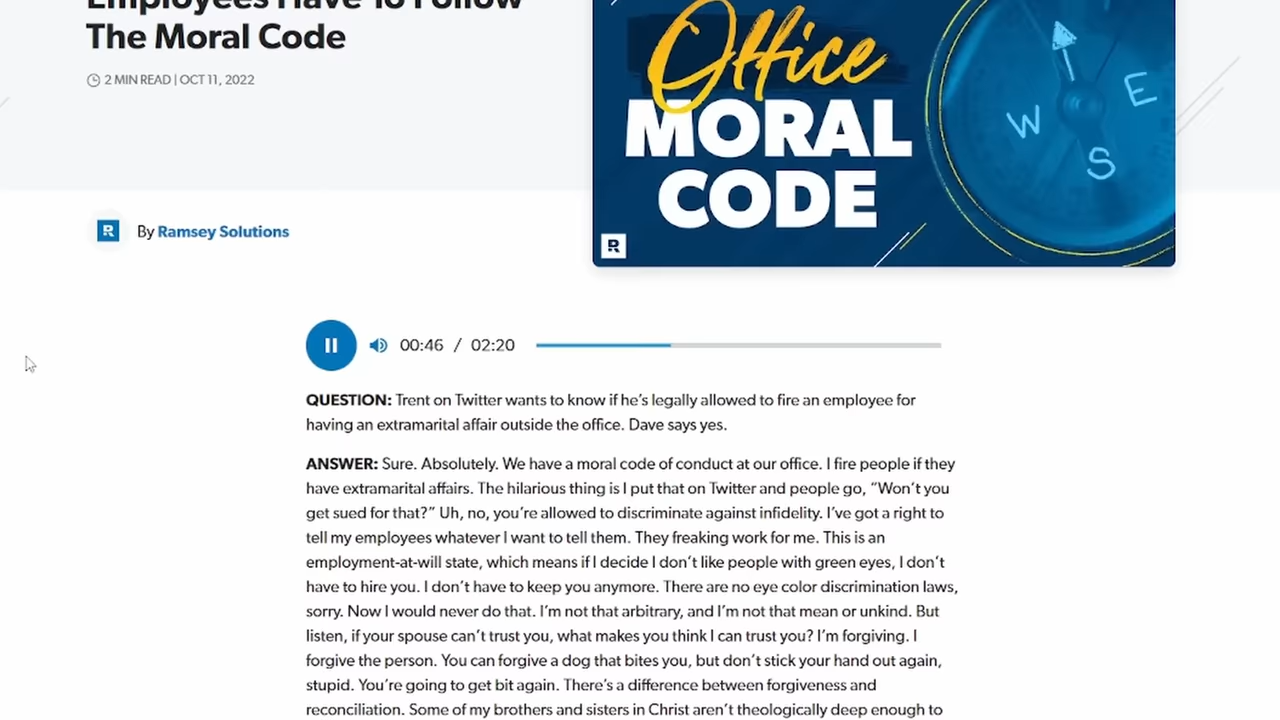 Employees Have To Follow
The Moral Code
2 MIN READ | OCT 11, 2022
Office
MORAL
CODE
W
E
S
R
R
By Ramsey Solutions
00:46 / 02:20
QUESTION: Trent on Twitter wants to know if he’s legally allowed to fire an employee for
having an extramarital affair outside the office. Dave says yes.
ANSWER: Sure. Absolutely. We have a moral code of conduct at our office. I fire people if they
have extramarital affairs. The hilarious thing is I put that on Twitter and people go, “Won’t you
get sued for that?” Uh, no, you’re allowed to discriminate against infidelity. I’ve got a right to
tell my employees whatever I want to tell them. They freaking work for me. This is an
employment-at-will state, which means if I decide I don’t like people with green eyes, I don’t
have to hire you. I don’t have to keep you anymore. There are no eye color discrimination laws,
sorry. Now I would never do that. I’m not that arbitrary, and I’m not that mean or unkind. But
listen, if your spouse can’t trust you, what makes you think I can trust you? I’m forgiving. I
forgive the person. You can forgive a dog that bites you, but don’t stick your hand out again,
stupid. You’re going to get bit again. There’s a difference between forgiveness and
reconciliation. Some of my brothers and sisters in Christ aren’t theologically deep enough to